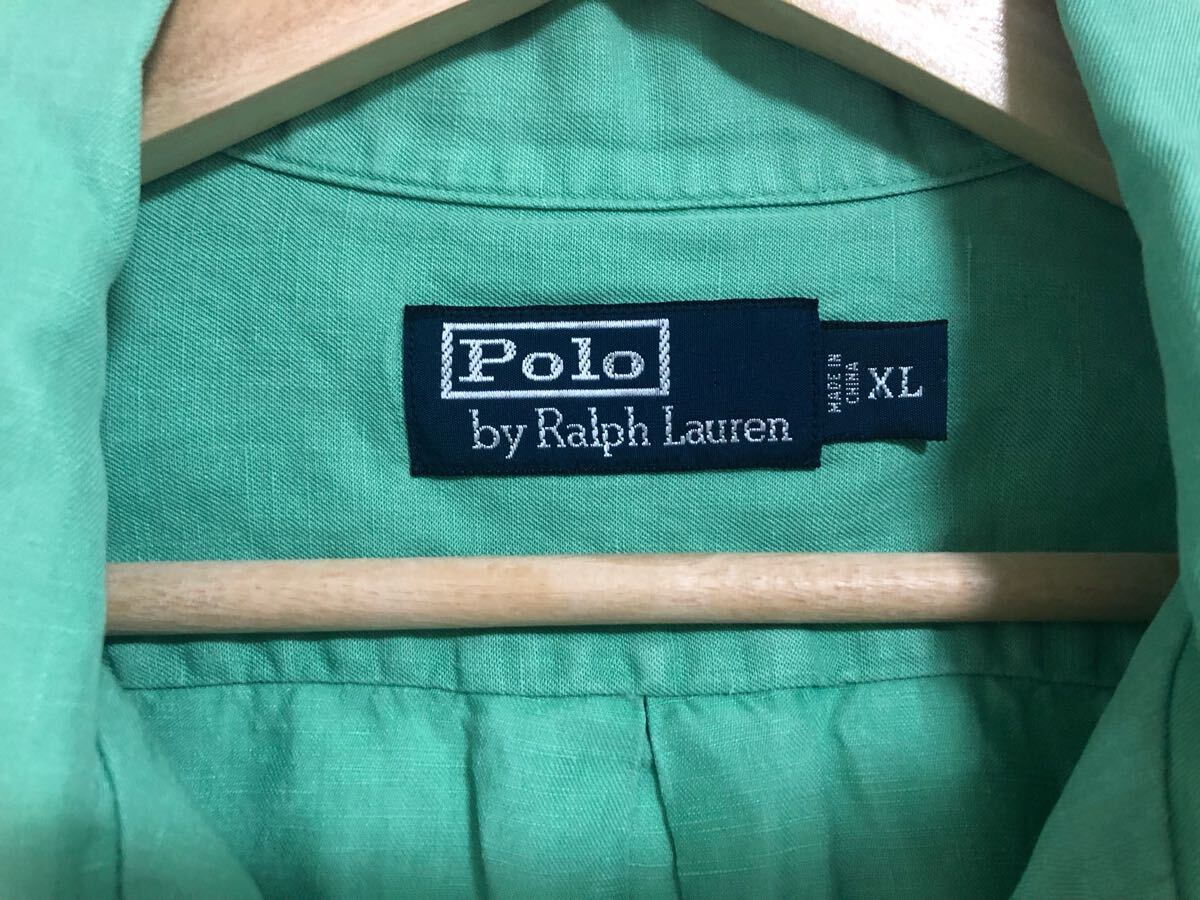 Polo
by Ralph Lauren
MADE IN
CHINA
XL